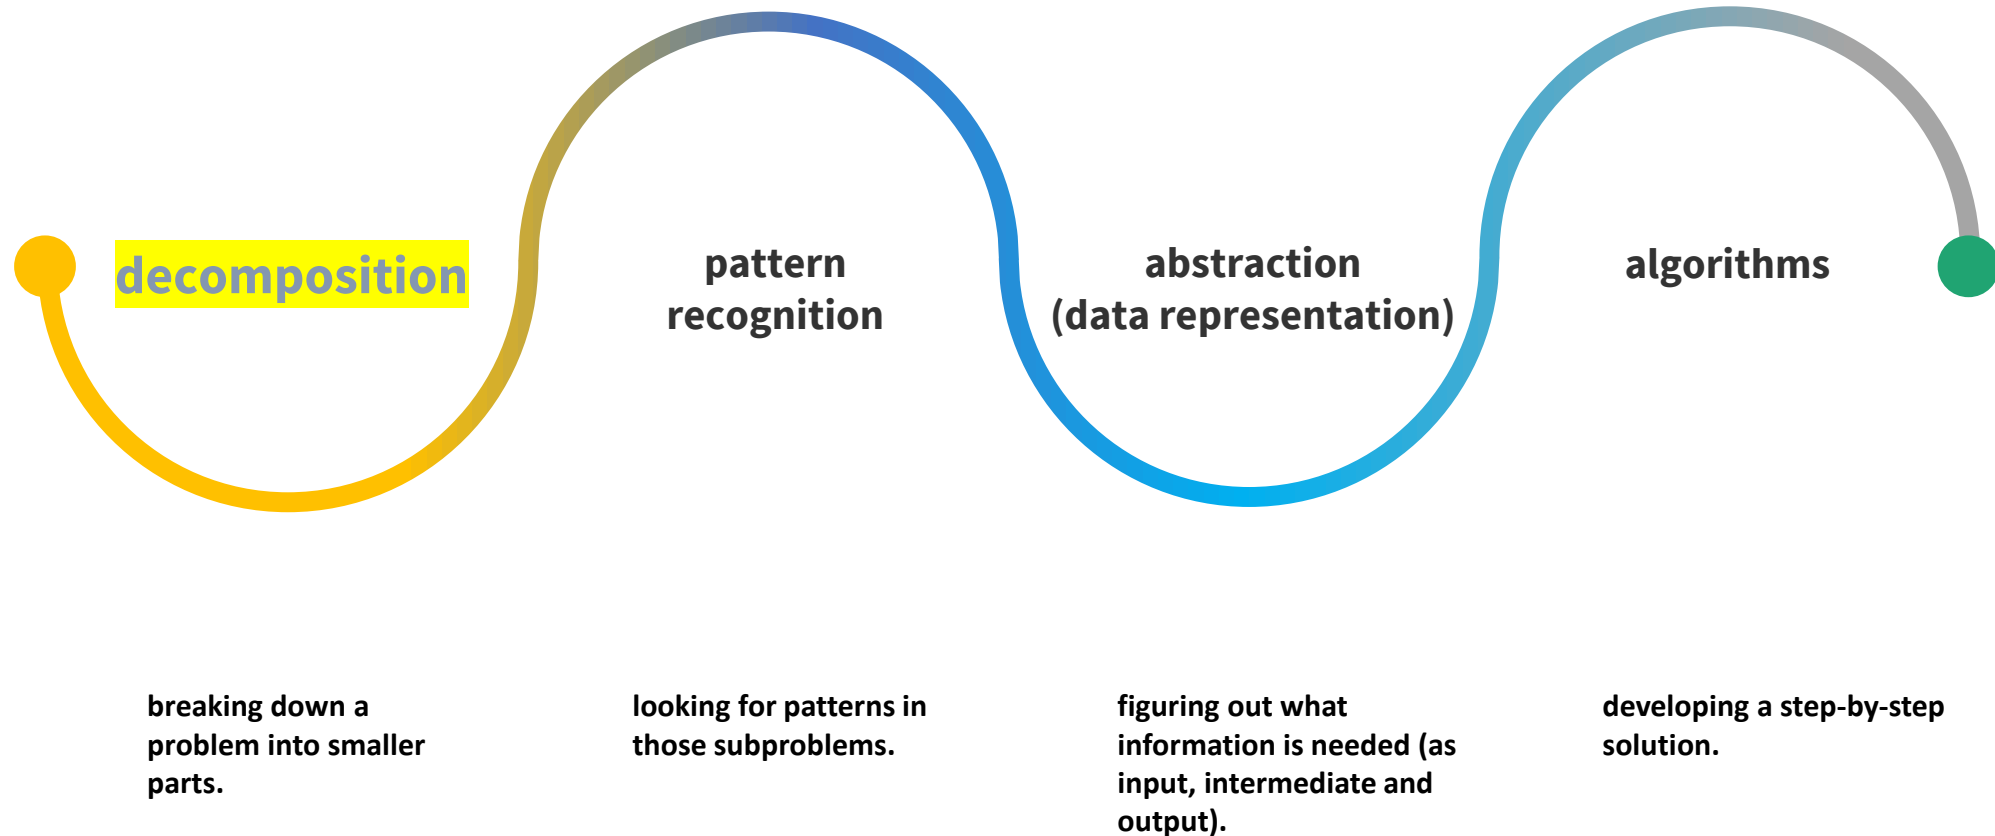 decomposition
pattern
recognition
abstraction
(data representation)
algorithms
breaking down a
problem into smaller
parts.
looking for patterns in
those subproblems.
figuring out what
information is needed (as
input, intermediate and
output).
developing a step-by-step
solution.